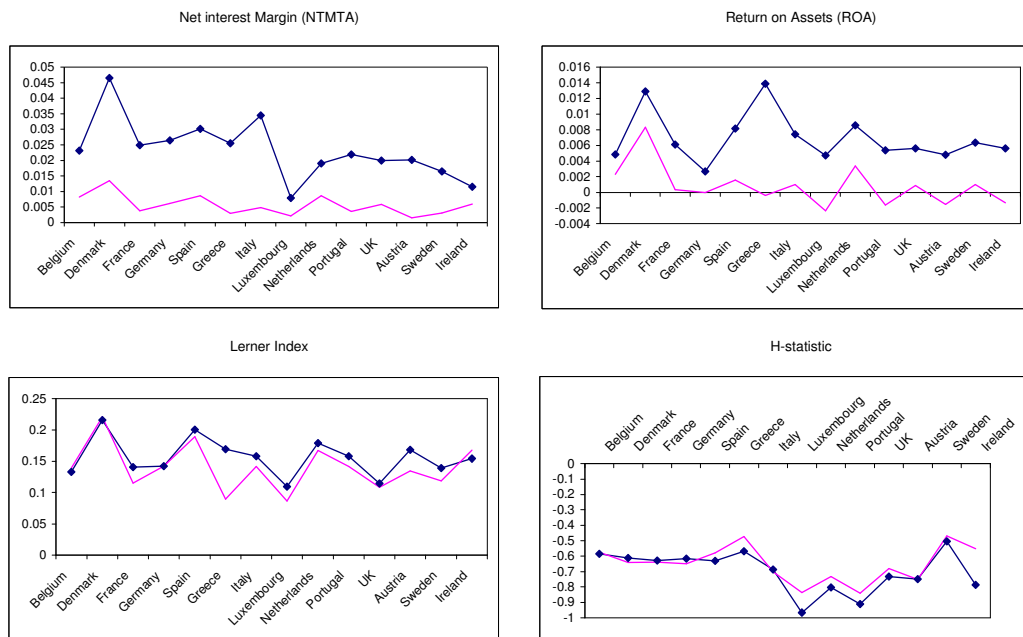 Net interest Margin (NTMTA)
0.05
0.045
0.04
0.035
0.03
0.025
0.02
0.015
0.01
0.005
0
Belgium
Denmark
France
Germany
Spain
Greece
Italy
Luxembourg
Netherlands
Portugal
UK
Austria
Sweden
Ireland
Return on Assets (ROA)
0.016
0.014
0.012
0.01
0.008
0.006
0.004
0.002
0
-0.002
-0.004
Belgium
Denmark
France
Germany
Spain
Greece
Italy
Luxembourg
Netherlands
Portugal
UK
Austria
Sweden
Ireland
Lerner Index
0.25
0.2
0.15
0.1
0.05
0
Belgium
Denmark
France
Germany
Spain
Greece
Italy
Luxembourg
Netherlands
Portugal
UK
Austria
Sweden
Ireland
H-statistic
Belgium
Denmark
France
Germany
Spain
Greece
Italy
Luxembourg
Netherlands
Portugal
UK
Austria
Sweden
Ireland
0
-0.1
-0.2
-0.3
-0.4
-0.5
-0.6
-0.7
-0.8
-0.9
-1